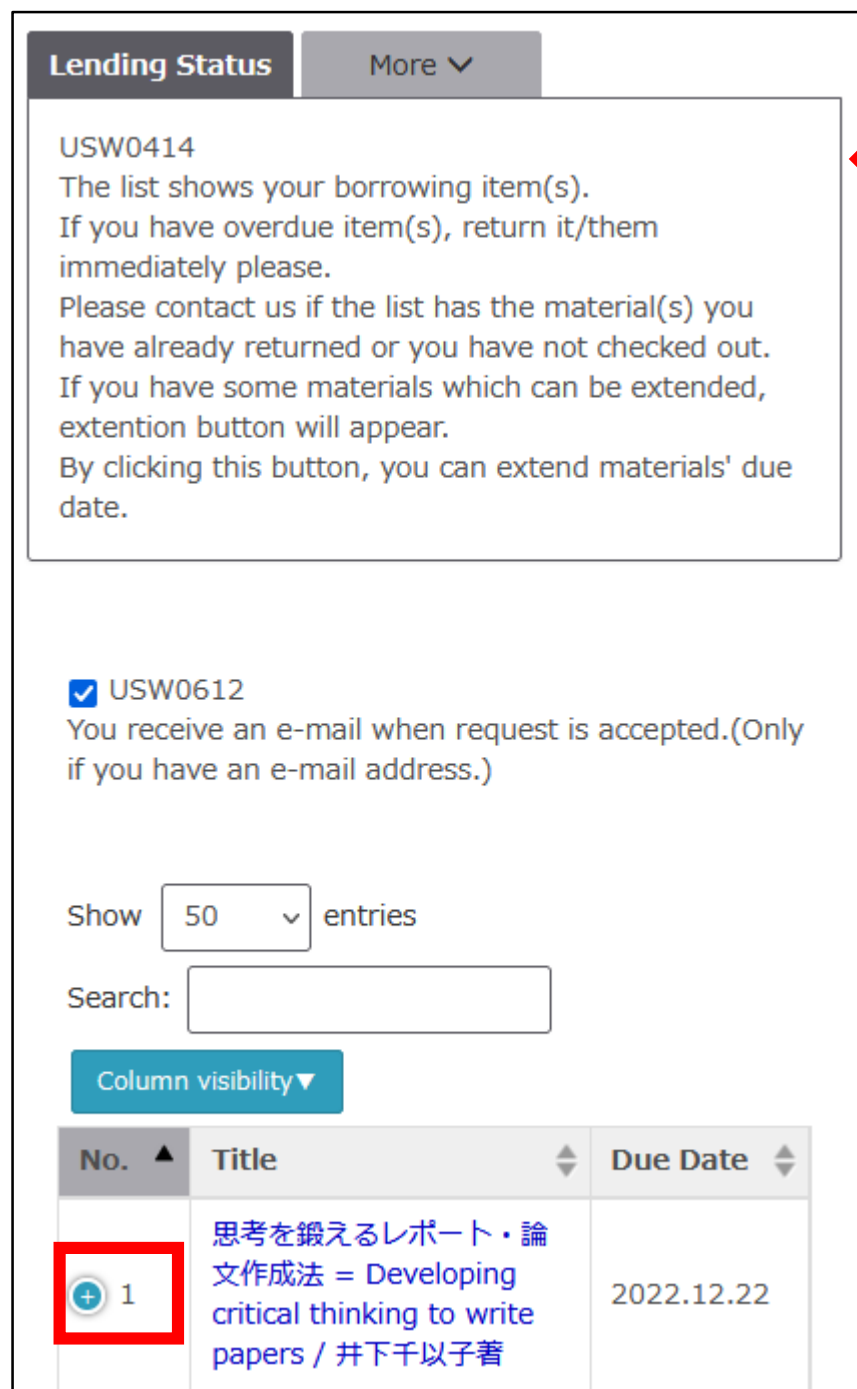 Lending Status More
USW0414
The list shows your borrowing item(s).
If you have overdue item(s), return it/them
immediately please.
Please contact us if the list has the material(s) you
have already returned or you have not checked out.
If you have some materials which can be extended,
extention button will appear.
By clicking this button, you can extend materials' due
date.
USW0612
You receive an e-mail when request is accepted.(Only
if you have an e-mail address.)
Show 50 entries
Search:
Column visibility▼
No. Title Due Date
思考を鍛えるレポート・論
文作成法 = Developing
1 critical thinking to write 2022.12.22
papers / 井下千以子著